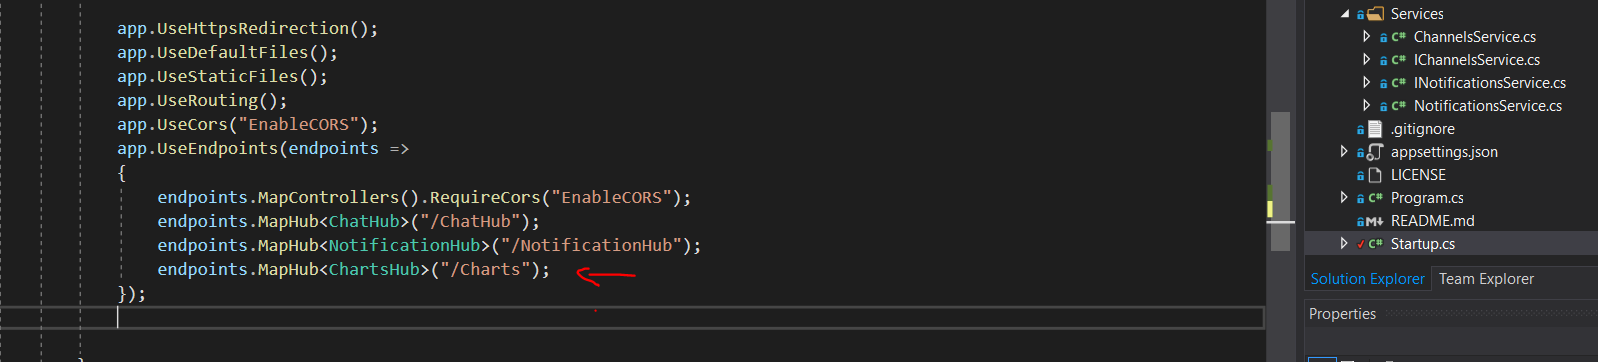 app.UseHttpsRedirection();
app.UseDefaultFiles();
app.UseStaticFiles();
app.UseRouting();
app.UseCors("EnableCORS");
app.UseEndpoints(endpoints =>
{
endpoints.MapControllers().RequireCors("EnableCORS");
endpoints.MapHub<ChatHub>("/ChatHub");
endpoints.MapHub<NotificationHub>("/NotificationHub");
endpoints.MapHub<ChartsHub>("/Charts");
});
Services
C# ChannelsService.cs
C# IChannelsService.cs
C# INotificationsService.cs
C# NotificationsService.cs
.gitignore
appsettings.json
LICENSE
C# Program.cs
M README.md
C# Startup.cs
Solution Explorer Team Explorer
Properties